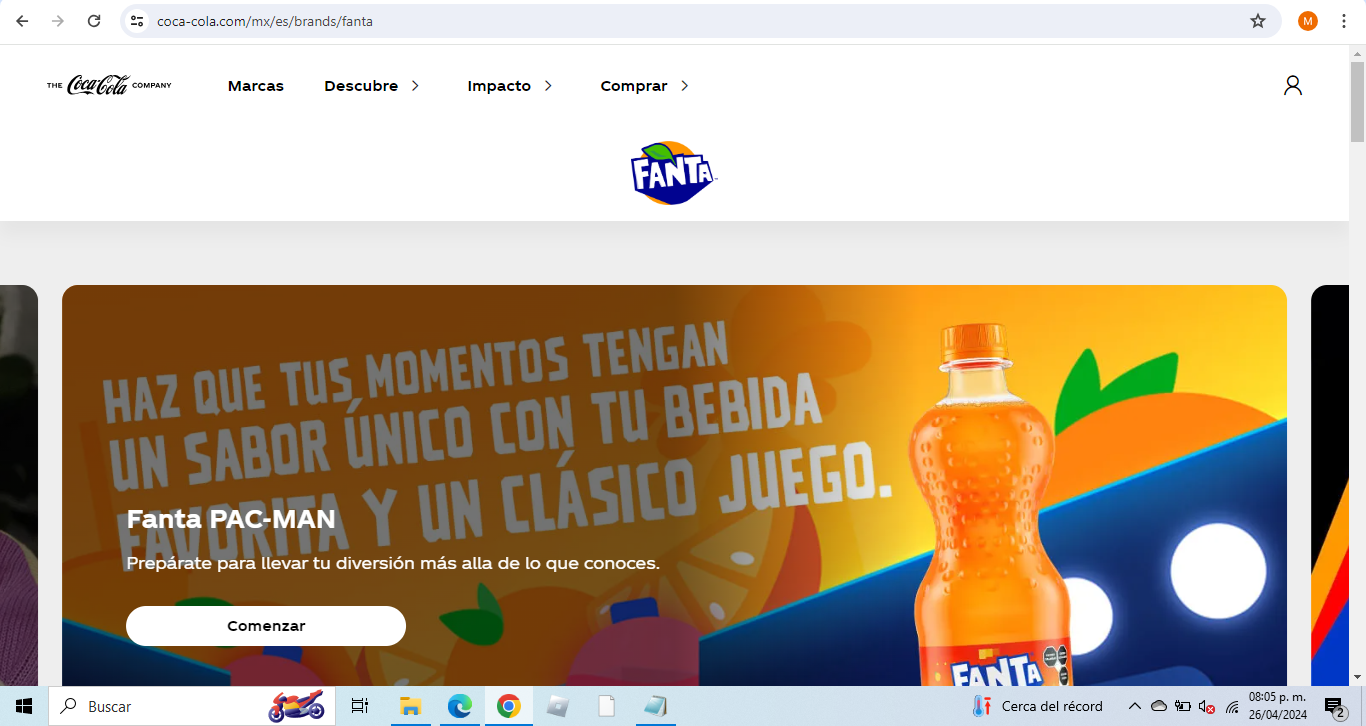 coca-cola.com/mx/es/brands/fanta
M
THE Coca-Cola COMPANY
Marcas
Descubre
Impacto
Comprar
FANTA
HAZ QUE TUS MOMENTOS TENGAN
UN SABOR ÚNICO CON TU BEBIDA
FAVORITA Y UN CLÁSICO JUEGO.
Fanta PAC-MAN
Prepárate para llevar tu diversión más alla de lo que conoces.
Comenzar
FANTA
Buscar
Cerca del récord
08:05 p. m.
26/04/2024
2